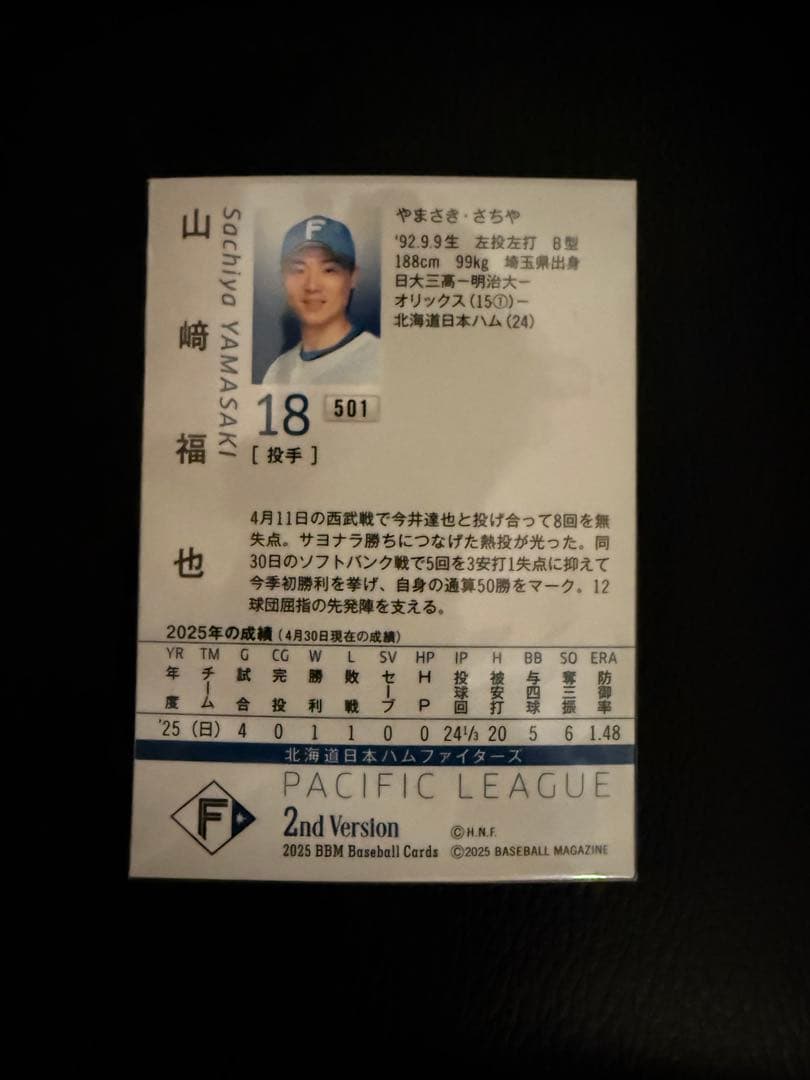 山﨑福也
Sachiya YAMASAKI
F
やまさき・さちや
'92.9.9生 左投左打 B型
188cm 99kg 埼玉県出身
日大三高ー明治大ー
オリックス(15①)ー
北海道日本ハム(24)
18 501
[投手]
4月11日の西武戦で今井達也と投げ合って8回を無
失点。サヨナラ勝ちにつなげた熱投が光った。同
30日のソフトバンク戦で5回を3安打1失点に抑えて
今季初勝利を挙げ、自身の通算50勝をマーク。12
球団屈指の先発陣を支える。
2025年の成績(4月30日現在の成績)
YR TM G CG W L SV HP IP H BB SO ERA
年度 チーム 試合 完投 勝利 敗戦 セーブ HP 投球回 被安打 与四球 奪三振 防御率
'25 (日) 4 0 1 1 0 0 24 1/3 20 5 6 1.48
北海道日本ハムファイターズ
PACIFIC LEAGUE
F
2nd Version
©H.N.F.
2025 BBM Baseball Cards ©2025 BASEBALL MAGAZINE